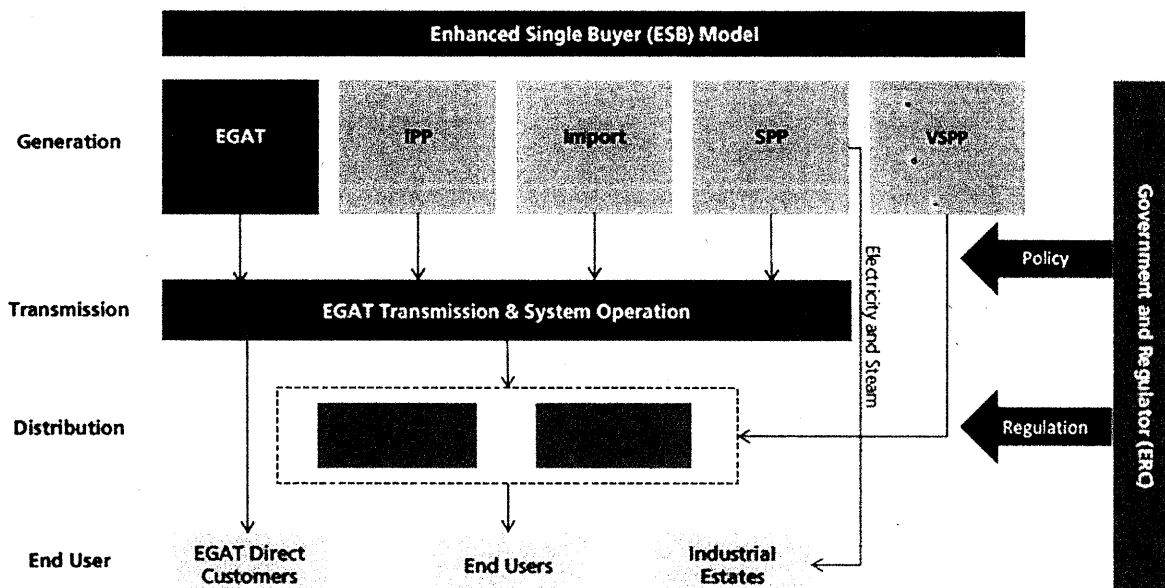 Enhanced Single Buyer (ESB) Model
Generation
EGAT
IPP
Import
SPP
VSPP
Government and Regulator (ERC)
Electricity and Steam
Policy
Transmission
EGAT Transmission & System Operation
Distribution
Regulation
End User
EGAT Direct
Customers
End Users
Industrial
Estates